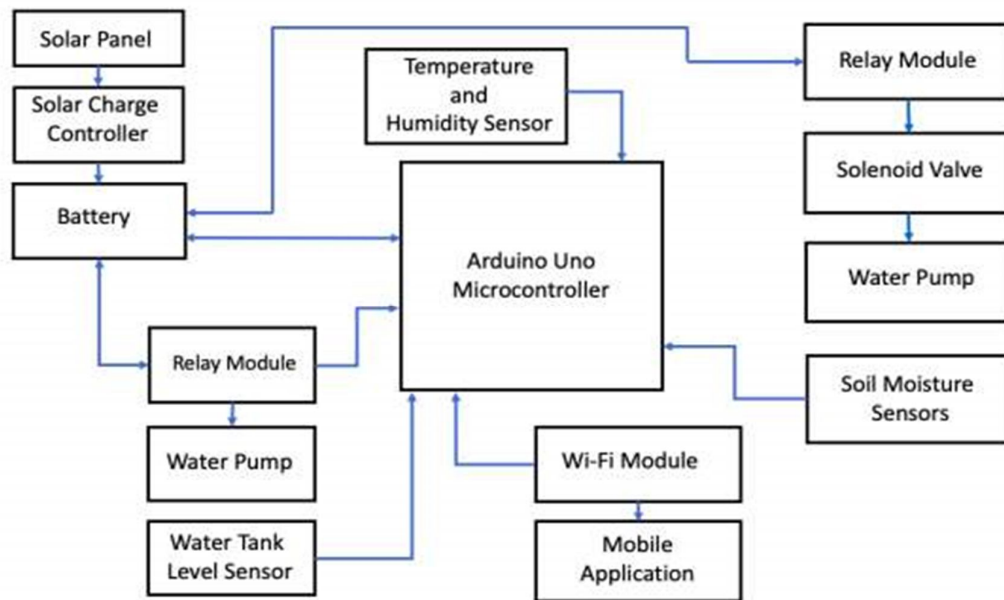 Solar Panel
Solar Charge
Controller
Battery
Temperature
and
Humidity Sensor
Relay Module
Solenoid Valve
Water Pump
Arduino Uno
Microcontroller
Relay Module
Water Pump
Water Tank
Level Sensor
Soil Moisture
Sensors
Wi-Fi Module
Mobile
Application